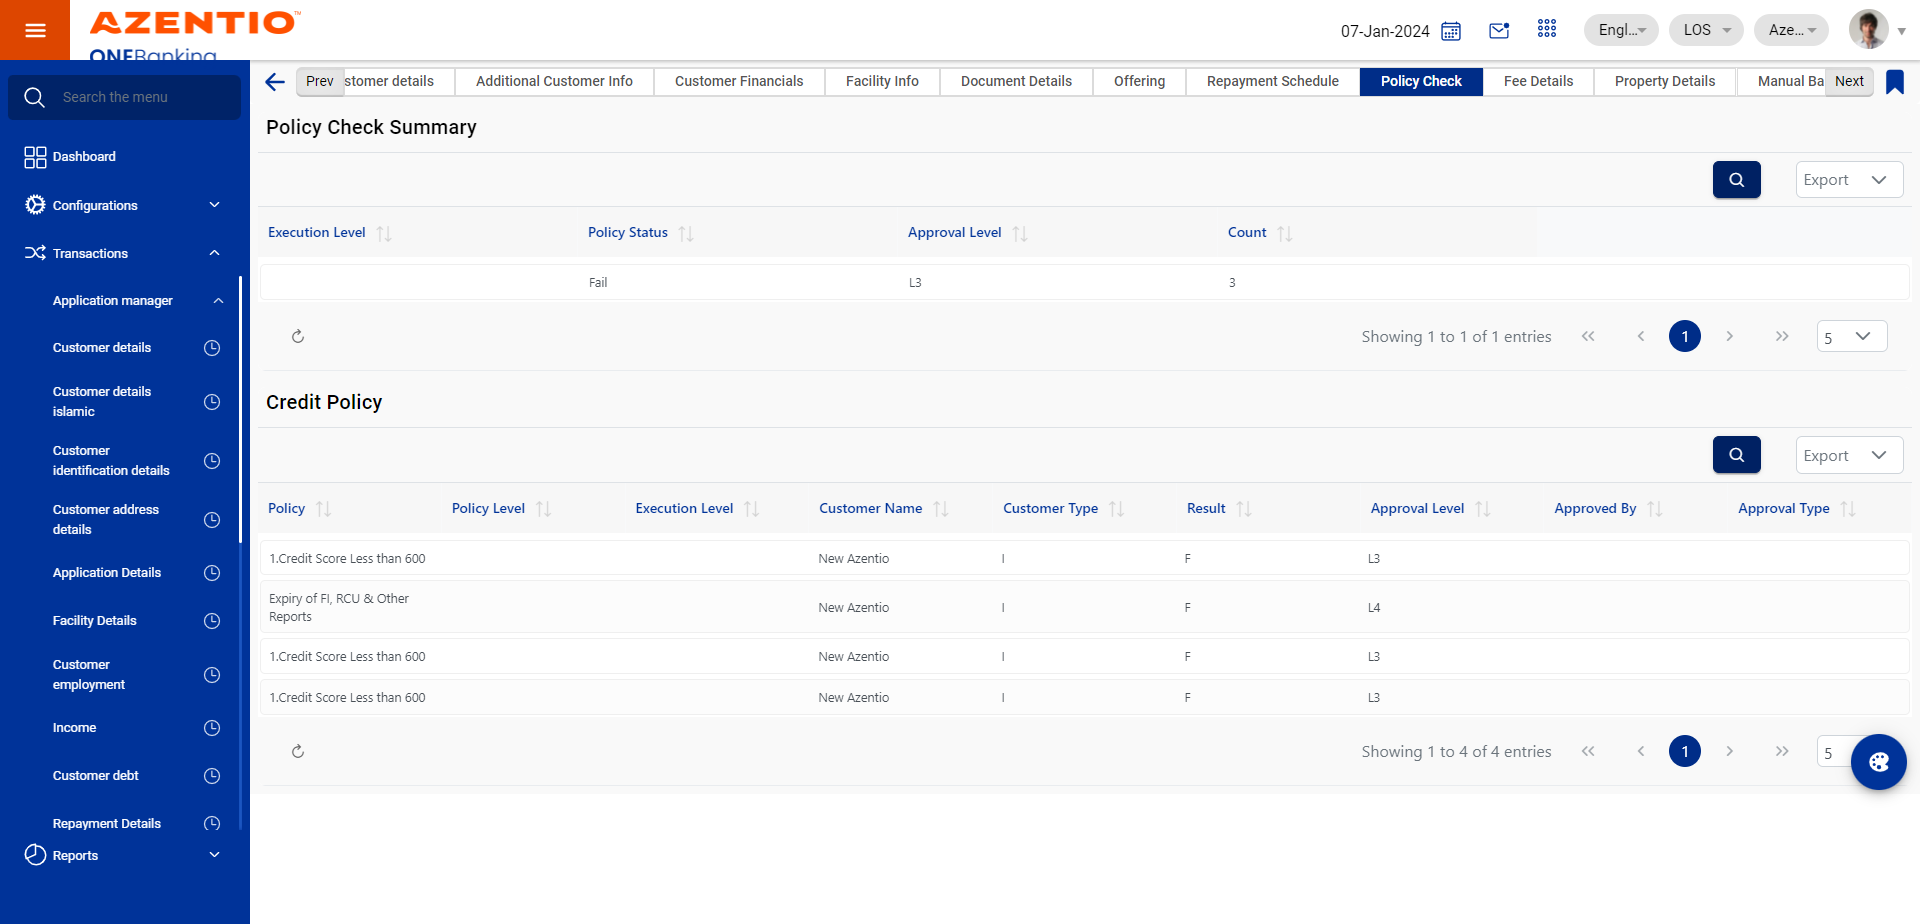 AZENTIO™
ONEBanking
07-Jan-2024
Engl...
LOS
Aze...
Search the menu
Dashboard
Configurations
Transactions
Application manager
Customer details
Customer details
islamic
Customer
identification details
Customer address
details
Application Details
Facility Details
Customer
employment
Income
Customer debt
Repayment Details
Reports
Prev stomer details Additional Customer Info Customer Financials Facility Info Document Details Offering Repayment Schedule Policy Check Fee Details Property Details Manual Ba Next
Policy Check Summary
Export
Execution Level Policy Status Approval Level Count
Fail L3 3
Showing 1 to 1 of 1 entries 1 5
Credit Policy
Export
Policy Policy Level Execution Level Customer Name Customer Type Result Approval Level Approved By Approval Type
1.Credit Score Less than 600 New Azentio I F L3
Expiry of FI, RCU & Other
Reports New Azentio I F L4
1.Credit Score Less than 600 New Azentio I F L3
1.Credit Score Less than 600 New Azentio I F L3
Showing 1 to 4 of 4 entries 1 5